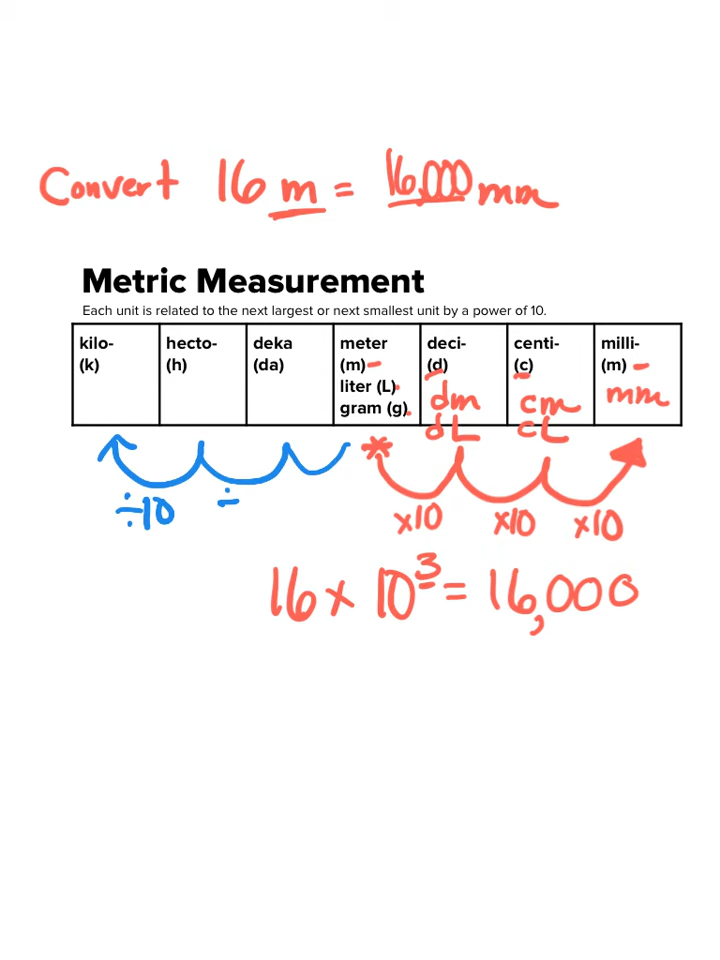 Convert 16 m = 16,000 mm
Metric Measurement
Each unit is related to the next largest or next smallest unit by a power of 10.
kilo- hecto- deka meter deci- centi- milli-
(k) (h) (da) (m) (d) (c) (m)
liter (L)
gram (g)
dm cm mm
dL cL
÷10 ÷ x10 x10 x10
16 x 10³ = 16,000